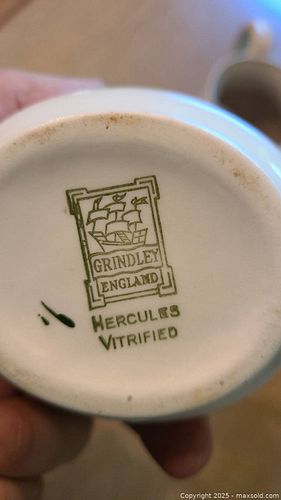 GRINDLEY
ENGLAND
HERCULES
VITRIFIED
Copyright 2025 - maxsold.com